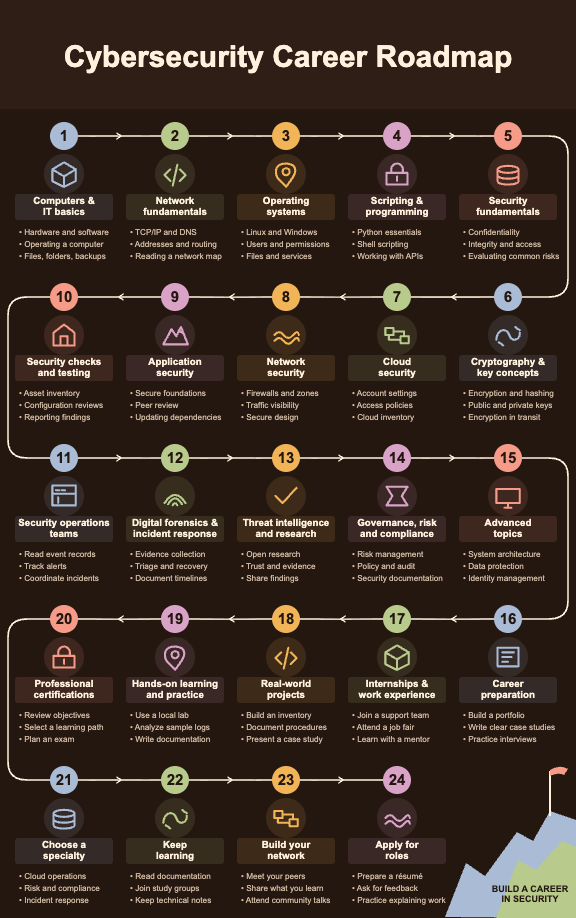 Cybersecurity Career Roadmap
1
Computers &
IT basics
• Hardware and software
• Operating a computer
• Files, folders, backups
2
Network
fundamentals
• TCP/IP and DNS
• Addresses and routing
• Reading a network map
3
Operating
systems
• Linux and Windows
• Users and permissions
• Files and services
4
Scripting &
programming
• Python essentials
• Shell scripting
• Working with APIs
5
Security
fundamentals
• Confidentiality
• Integrity and access
• Evaluating common risks
6
Cryptography &
key concepts
• Encryption and hashing
• Public and private keys
• Encryption in transit
7
Cloud
security
• Account settings
• Access policies
• Cloud inventory
8
Network
security
• Firewalls and zones
• Traffic visibility
• Secure design
9
Application
security
• Secure foundations
• Peer review
• Updating dependencies
10
Security checks
and testing
• Asset inventory
• Configuration reviews
• Reporting findings
11
Security operations
teams
• Read event records
• Track alerts
• Coordinate incidents
12
Digital forensics &
incident response
• Evidence collection
• Triage and recovery
• Document timelines
13
Threat intelligence
and research
• Open research
• Trust and evidence
• Share findings
14
Governance, risk
and compliance
• Risk management
• Policy and audit
• Security documentation
15
Advanced
topics
• System architecture
• Data protection
• Identity management
16
Career
preparation
• Build a portfolio
• Write clear case studies
• Practice interviews
17
Internships &
work experience
• Join a support team
• Attend a job fair
• Learn with a mentor
18
Real-world
projects
• Build an inventory
• Document procedures
• Present a case study
19
Hands-on learning
and practice
• Use a local lab
• Analyze sample logs
• Write documentation
20
Professional
certifications
• Review objectives
• Select a learning path
• Plan an exam
21
Choose a
specialty
• Cloud operations
• Risk and compliance
• Incident response
22
Keep
learning
• Read documentation
• Join study groups
• Keep technical notes
23
Build your
network
• Meet your peers
• Share what you learn
• Attend community talks
24
Apply for
roles
• Prepare a résumé
• Ask for feedback
• Practice explaining work
BUILD A CAREER
IN SECURITY